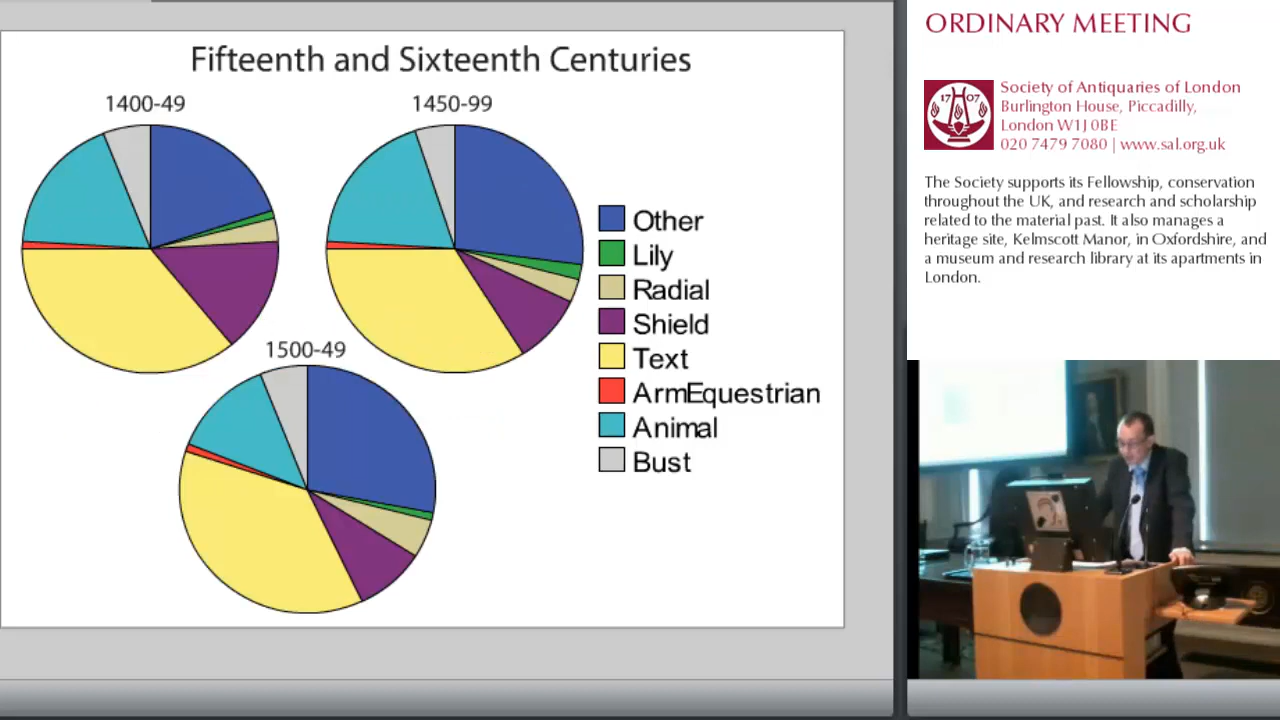 Fifteenth and Sixteenth Centuries
1400-49
1450-99
1500-49
Other
Lily
Radial
Shield
Text
ArmEquestrian
Animal
Bust
ORDINARY MEETING
17 07
Society of Antiquaries of London
Burlington House, Piccadilly,
London W1J 0BE
020 7479 7080 | www.sal.org.uk
The Society supports its Fellowship, conservation
throughout the UK, and research and scholarship
related to the material past. It also manages a
heritage site, Kelmscott Manor, in Oxfordshire, and
a museum and research library at its apartments in
London.